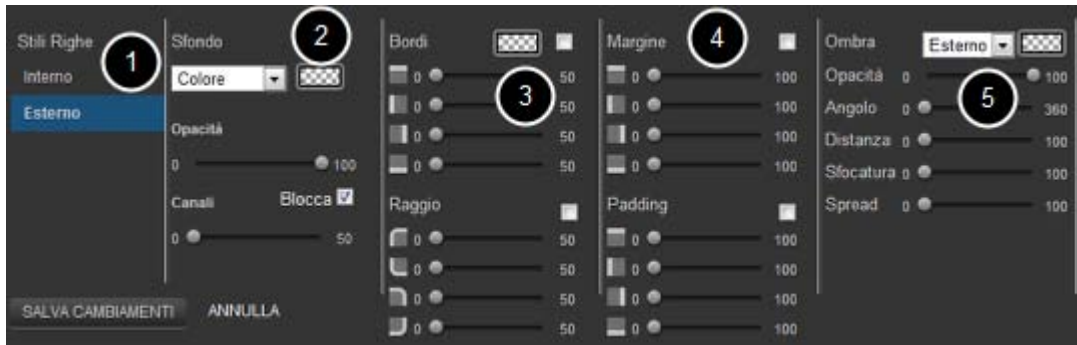 Stili Righe
1
Interno
Esterno
SALVA CAMBIAMENTI
ANNULLA
Sfondo
2
Colore
Opacità
0 100
Canali Blocca
0 50
Bordi
0 50
3
0 50
0 50
0 50
Raggio
0 50
0 50
0 50
0 50
Margine
4
0 100
0 100
0 100
0 100
Padding
0 100
0 100
0 100
0 100
Ombra Esterno
Opacità 0 100
5
Angolo 0 360
Distanza 0 100
Sfocatura 0 100
Spread 0 100